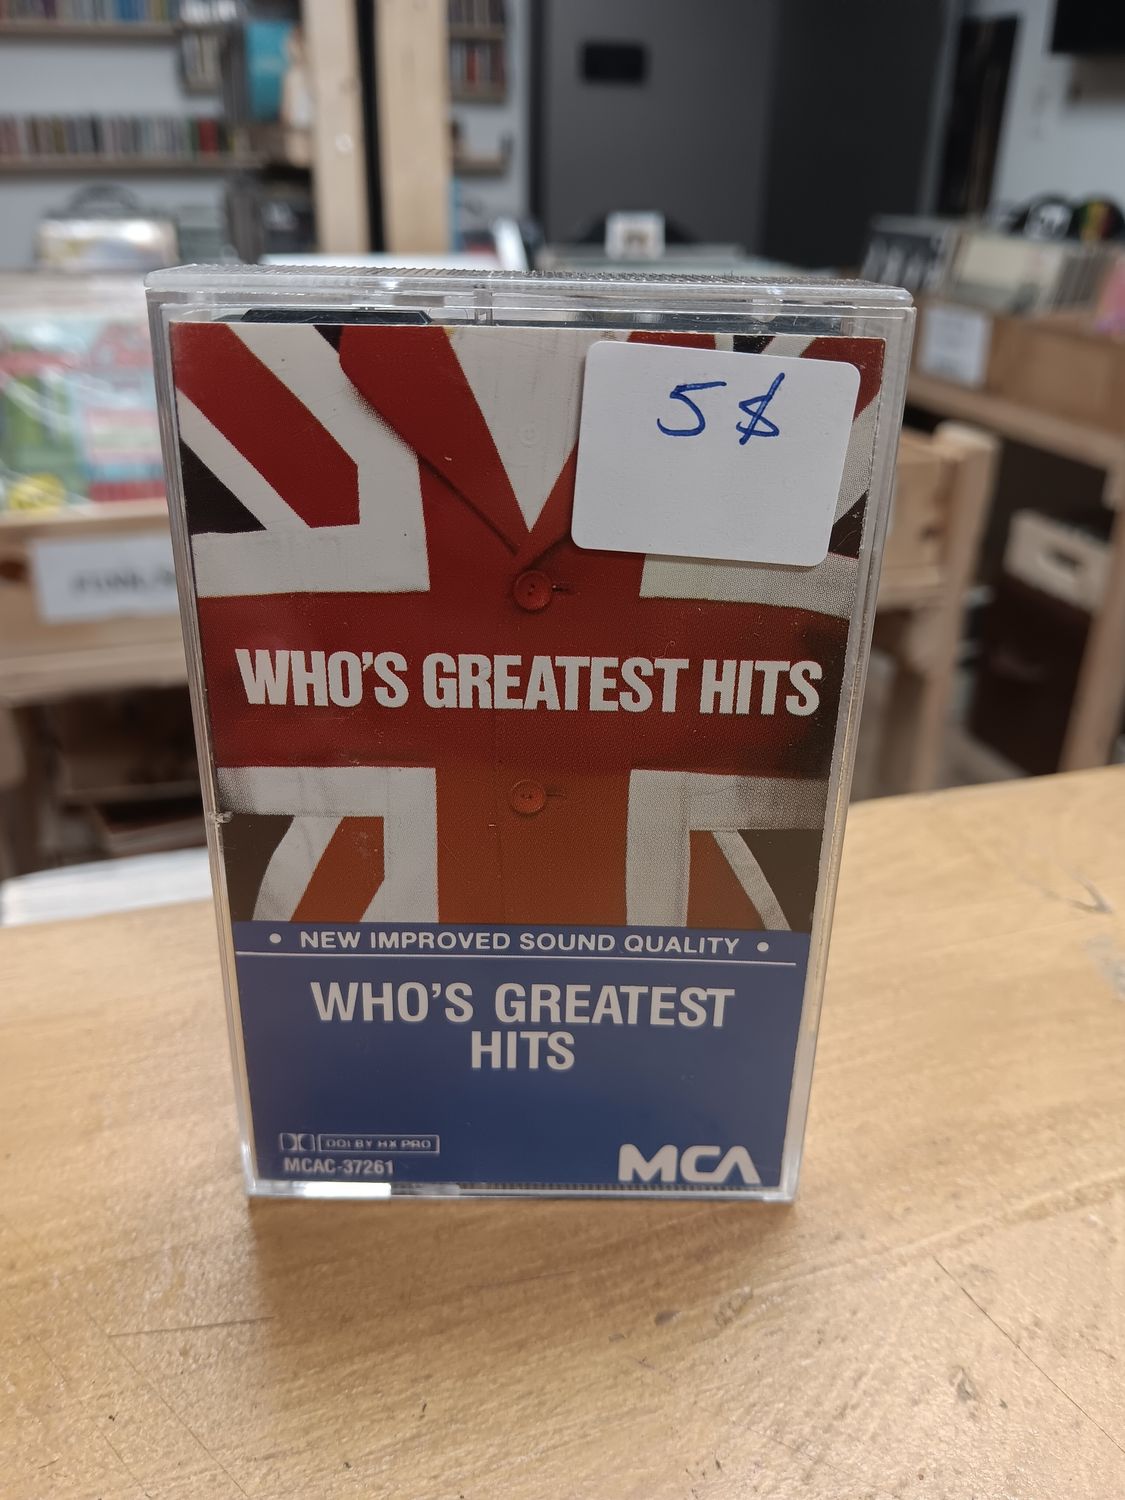 5$
WHO'S GREATEST HITS
• NEW IMPROVED SOUND QUALITY •
WHO'S GREATEST
HITS
DOLBY HX PRO
MCAC-37261
MCA